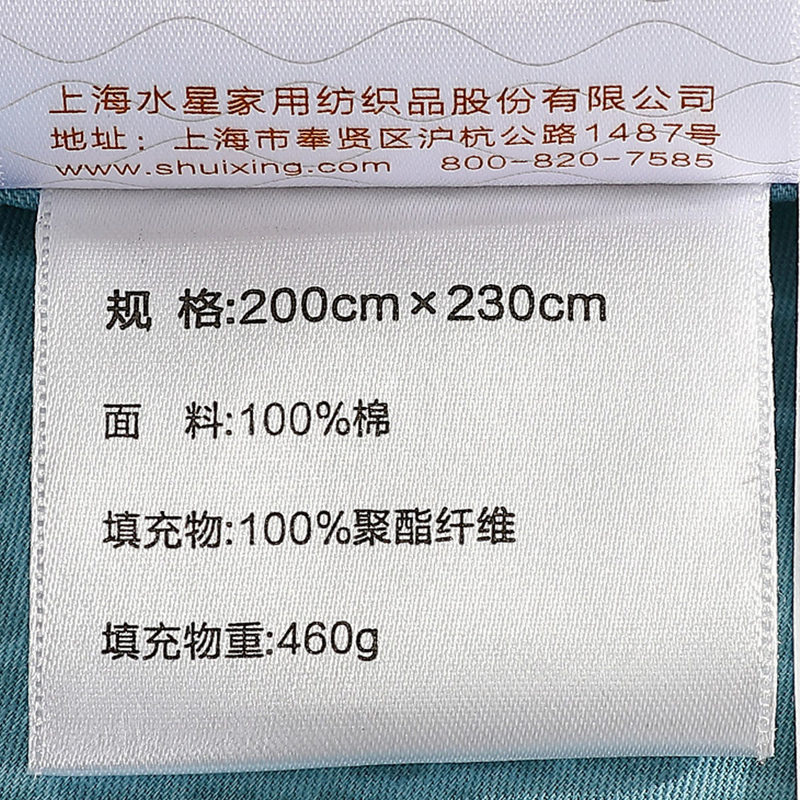 上海水星家用纺织品股份有限公司
地址：上海市奉贤区沪杭公路1487号
www.shuixing.com 800-820-7585
规 格:200cm×230cm
面 料:100%棉
填充物:100%聚酯纤维
填充物重:460g